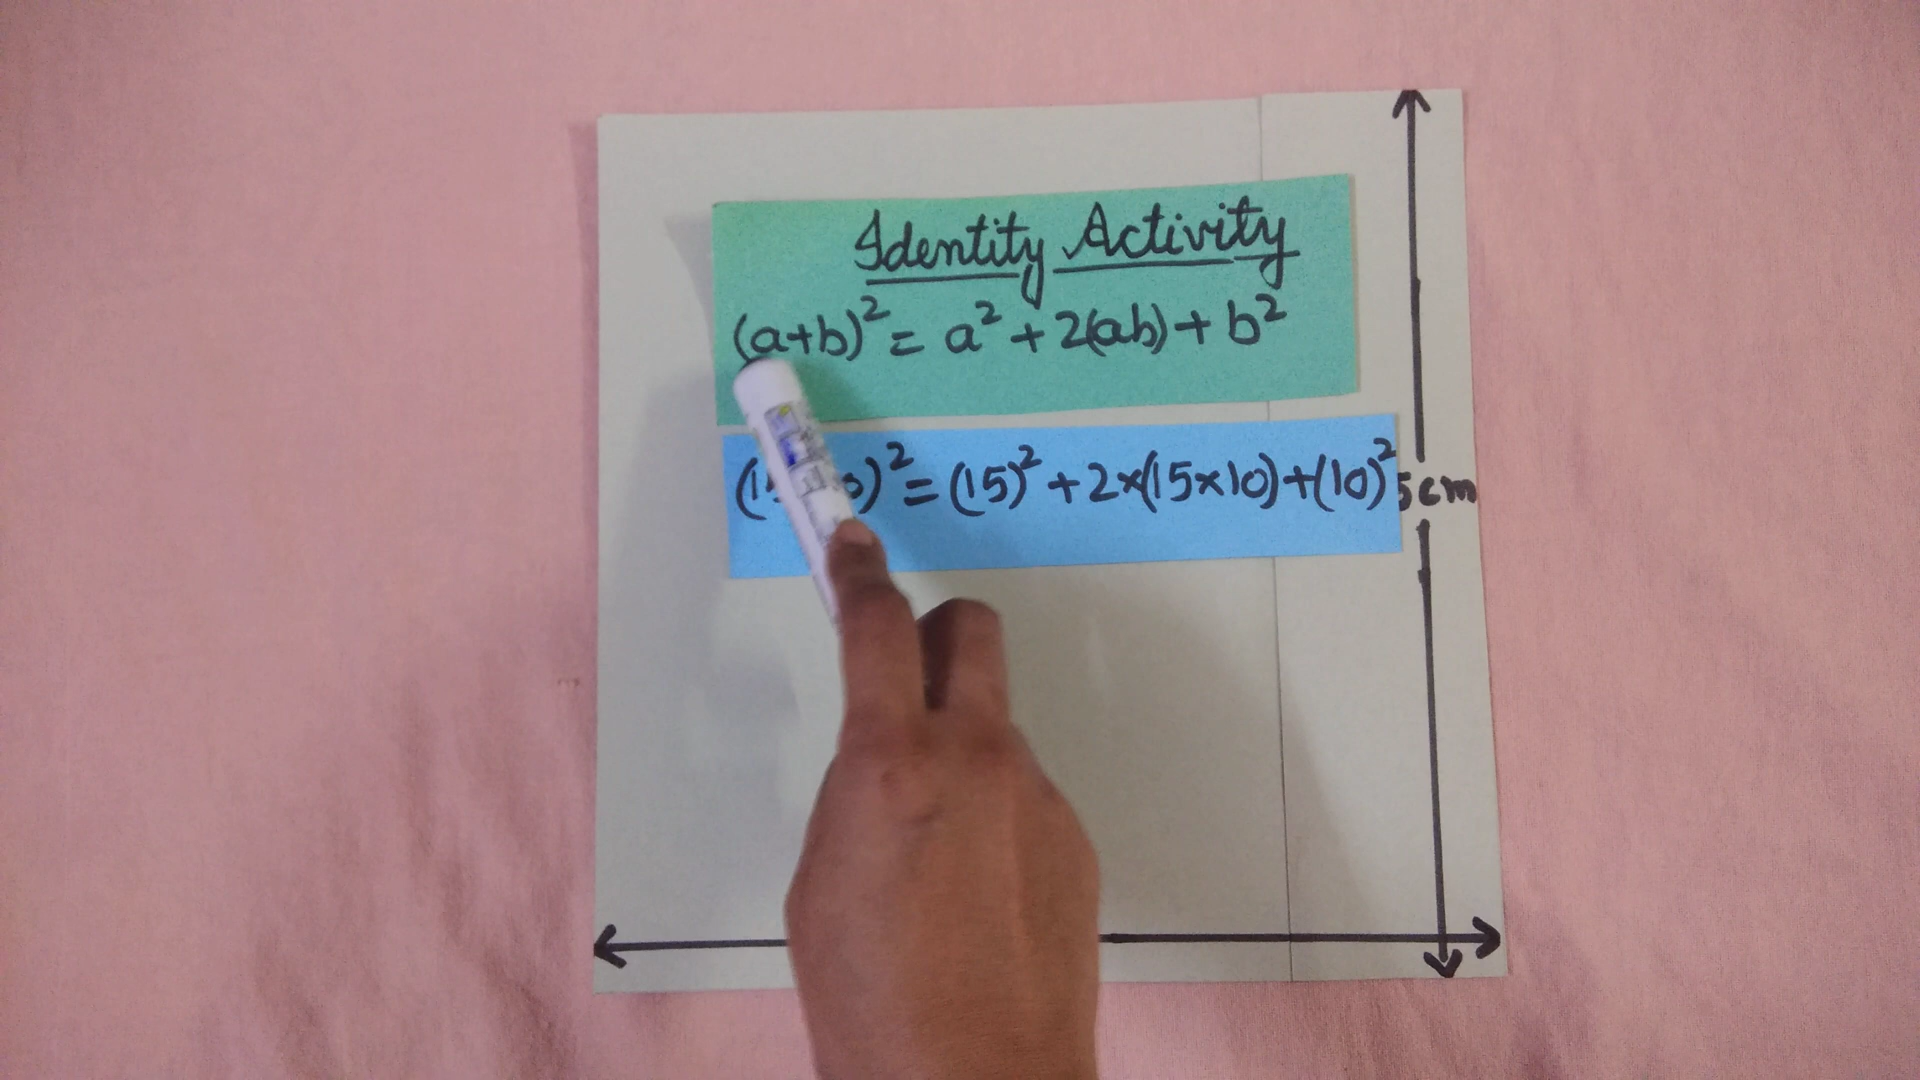 Identity Activity
(a+b)² = a² + 2(ab) + b²
)² = (15)² + 2×(15×10) + (10)²
5cm